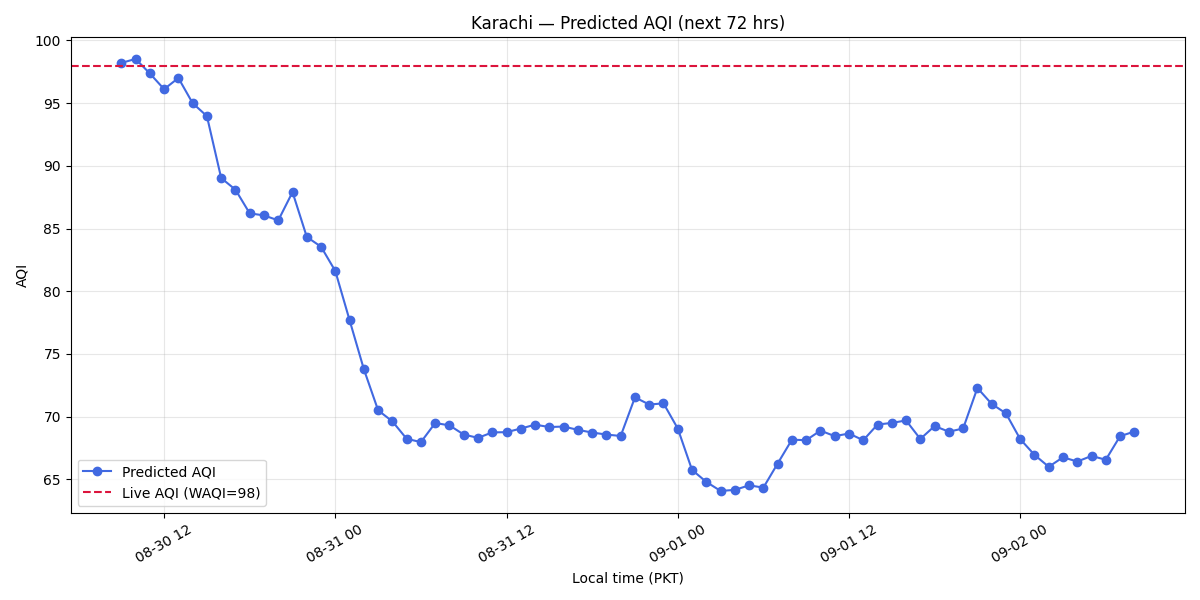 Karachi — Predicted AQI (next 72 hrs)
100
95
90
85
80
75
70
65
AQI
Predicted AQI
Live AQI (WAQI=98)
08-30 12
08-31 00
08-31 12
09-01 00
09-01 12
09-02 00
Local time (PKT)